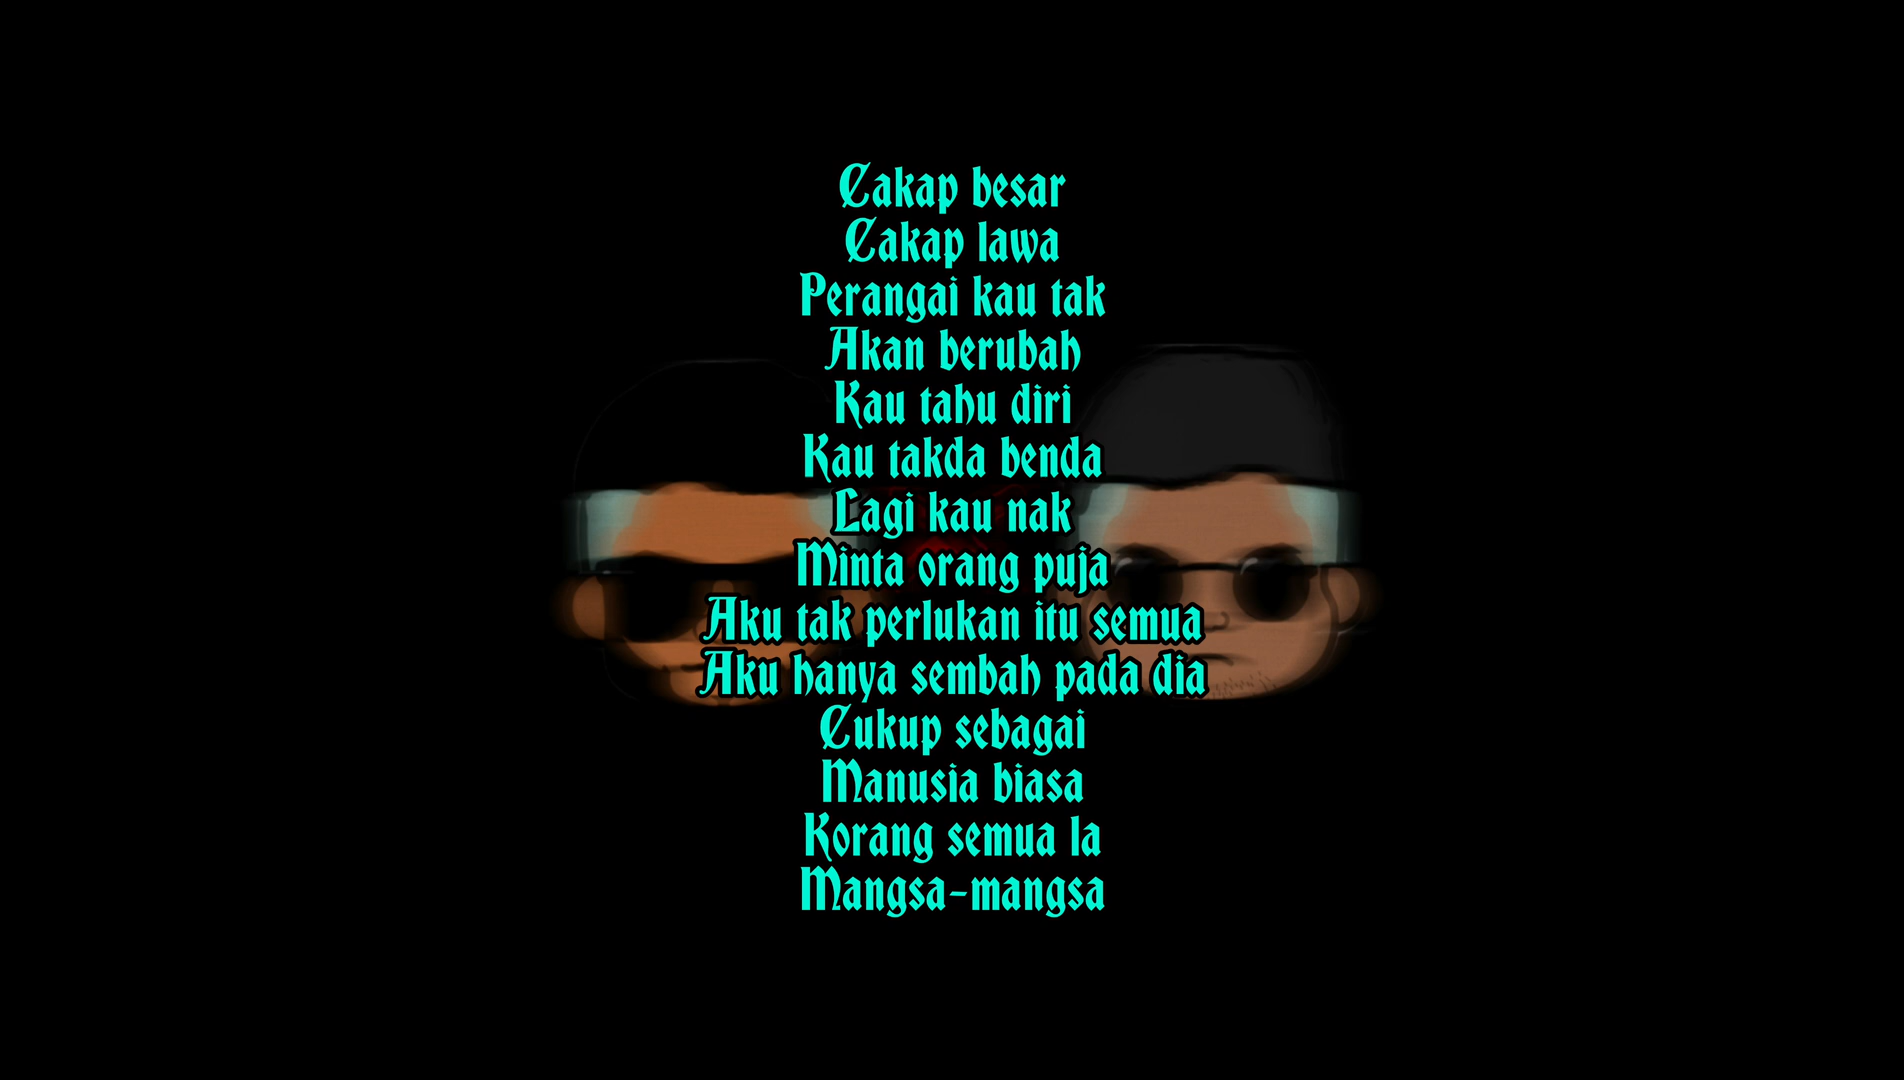 Cakap besar
Cakap lawa
Perangai kau tak
Akan berubah
Kau tahu diri
Kau takda benda
Lagi kau nak
Minta orang puja
Aku tak perlukan itu semua
Aku hanya sembah pada dia
Cukup sebagai
Manusia biasa
Korang semua la
Mangsa-mangsa